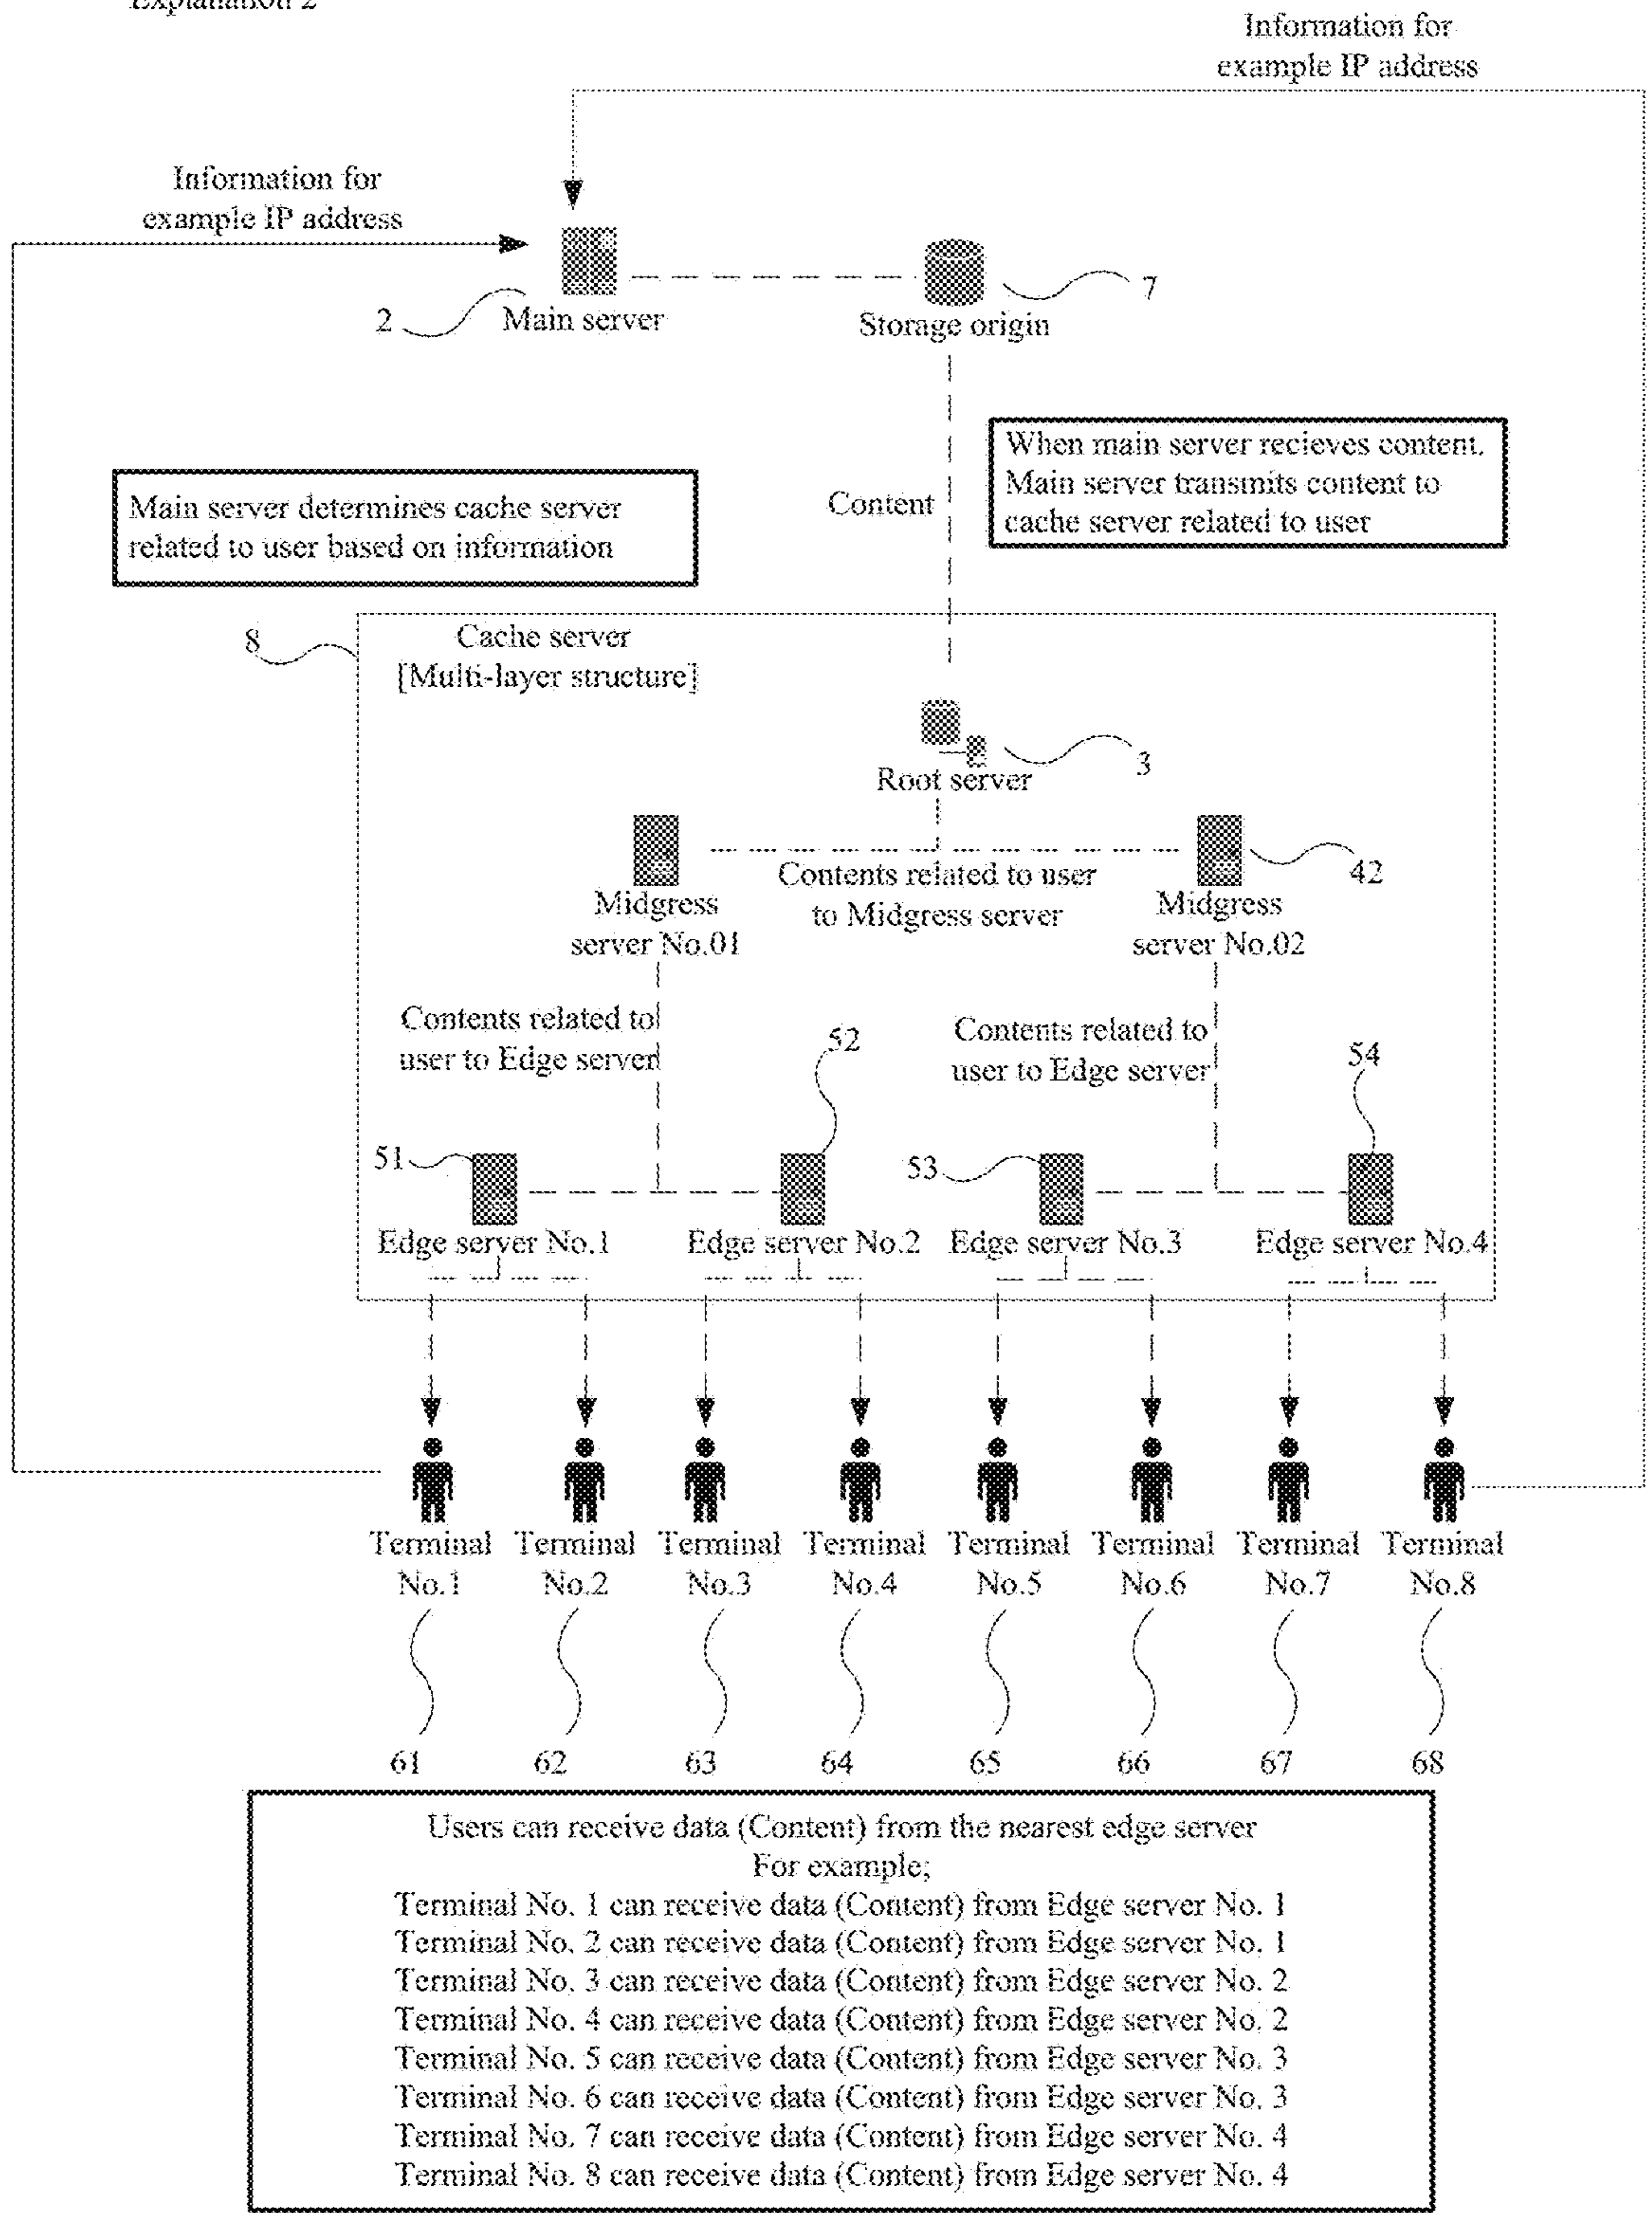 Explanation 2
Information for
example IP address
Information for
example IP address
2
Main server
7
Storage origin
Main server determines cache server
related to user based on information
Content
When main server recieves content,
Main server transmits content to
cache server related to user
8
Cache server
[Multi-layer structure]
3
Root server
Midgress
server No.01
Contents related to user
to Midgress server
42
Midgress
server No.02
Contents related to
user to Edge server
52
Contents related to
user to Edge server
54
51
53
Edge server No.1
Edge server No.2
Edge server No.3
Edge server No.4
Terminal
No.1
Terminal
No.2
Terminal
No.3
Terminal
No.4
Terminal
No.5
Terminal
No.6
Terminal
No.7
Terminal
No.8
61
62
63
64
65
66
67
68
Users can receive data (Content) from the nearest edge server
For example;
Terminal No. 1 can receive data (Content) from Edge server No. 1
Terminal No. 2 can receive data (Content) from Edge server No. 1
Terminal No. 3 can receive data (Content) from Edge server No. 2
Terminal No. 4 can receive data (Content) from Edge server No. 2
Terminal No. 5 can receive data (Content) from Edge server No. 3
Terminal No. 6 can receive data (Content) from Edge server No. 3
Terminal No. 7 can receive data (Content) from Edge server No. 4
Terminal No. 8 can receive data (Content) from Edge server No. 4